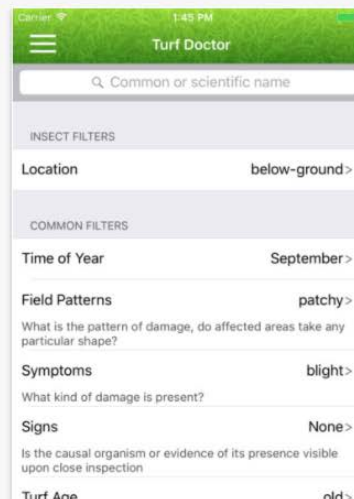 Carrier 1:45 PM
Turf Doctor
Common or scientific name
INSECT FILTERS
Location below-ground>
COMMON FILTERS
Time of Year September>
Field Patterns patchy>
What is the pattern of damage, do affected areas take any
particular shape?
Symptoms blight>
What kind of damage is present?
Signs None>
Is the causal organism or evidence of its presence visible
upon close inspection
Turf Age old>